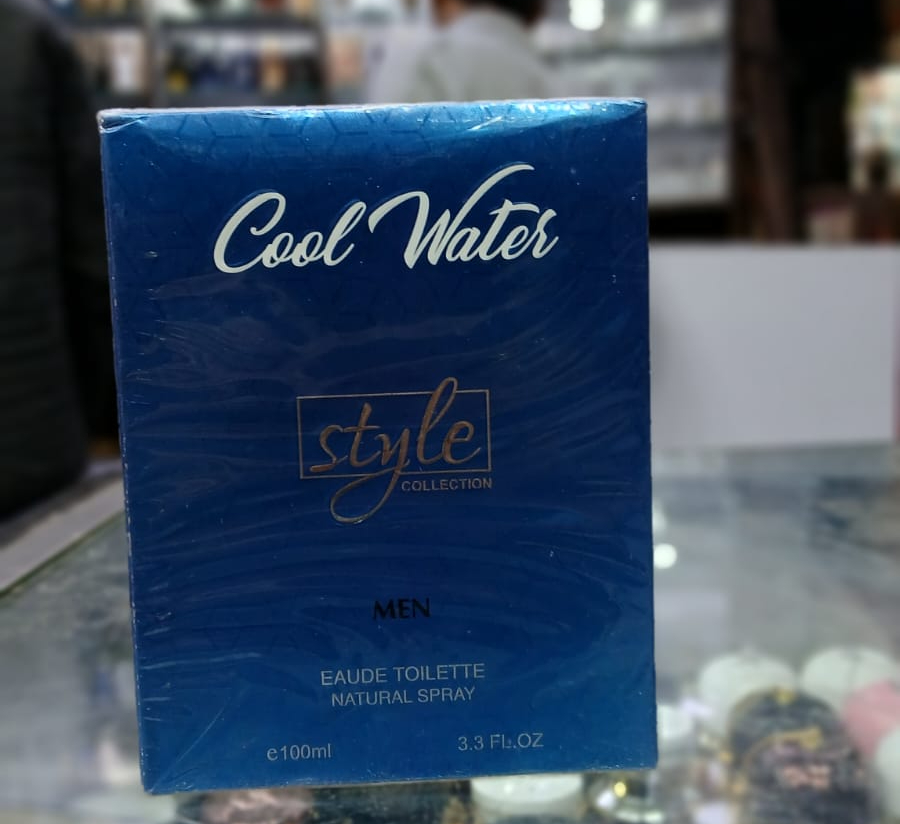 Cool Water
style
COLLECTION
MEN
EAUDE TOILETTE
NATURAL SPRAY
e100ml 3.3 FL.OZ